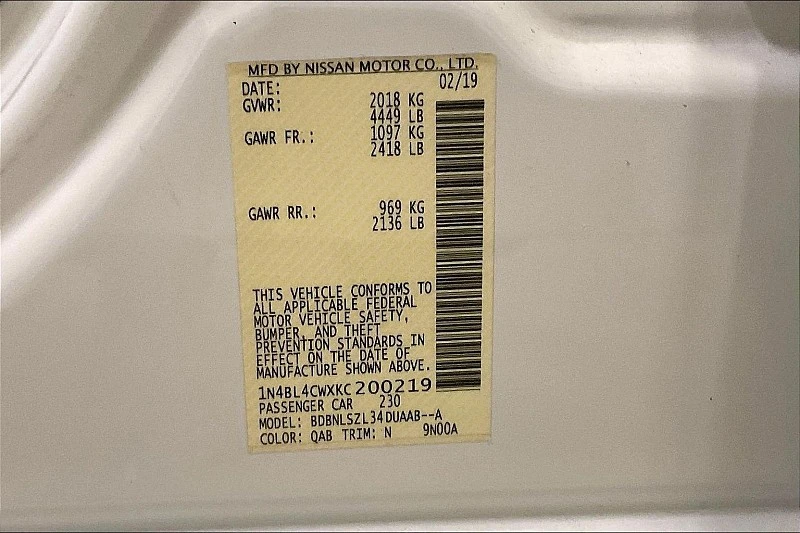 MFD BY NISSAN MOTOR CO., LTD.
DATE: 02/19
GVWR: 2018 KG
4449 LB
GAWR FR.: 1097 KG
2418 LB
GAWR RR.: 969 KG
2136 LB
THIS VEHICLE CONFORMS TO
ALL APPLICABLE FEDERAL
MOTOR VEHICLE SAFETY,
BUMPER, AND THEFT
PREVENTION STANDARDS IN
EFFECT ON THE DATE OF
MANUFACTURE SHOWN ABOVE.
1N4BL4CWXKC200219
PASSENGER CAR 230
MODEL: BDBNLSZL34DUAAB--A
COLOR: QAB TRIM: N 9N00A